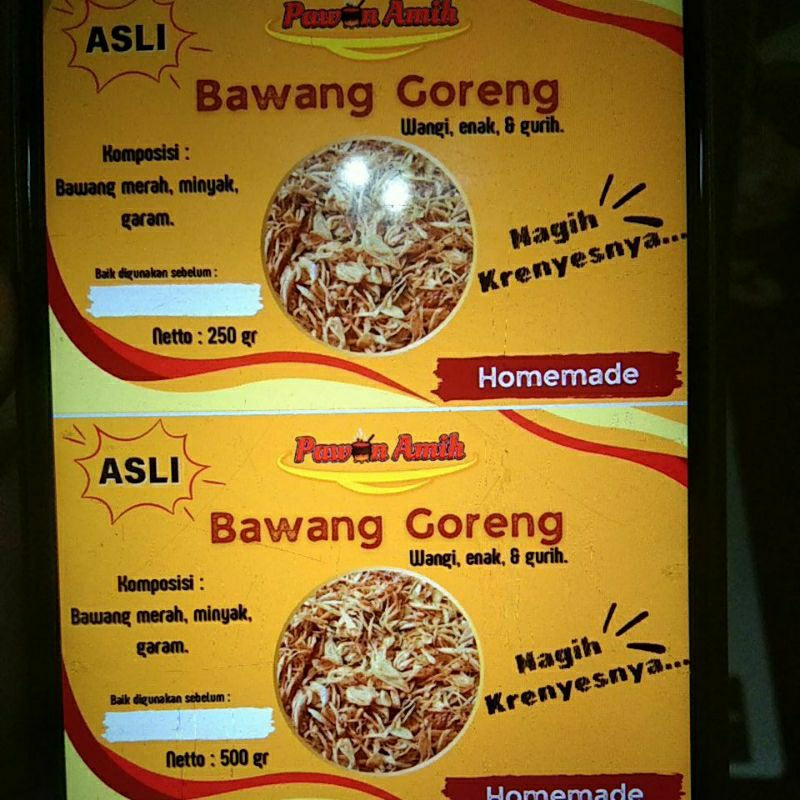 ASLI
Pawon Amih
Bawang Goreng
Wangi, enak, & gurih.
Komposisi :
Bawang merah, minyak,
garam.
Nagih
Krenyesnya...
Baik digunakan sebelum :
Netto : 250 gr
Homemade
ASLI
Pawon Amih
Bawang Goreng
Wangi, enak, & gurih.
Komposisi :
Bawang merah, minyak,
garam.
Nagih
Krenyesnya...
Baik digunakan sebelum :
Netto : 500 gr
Homemade